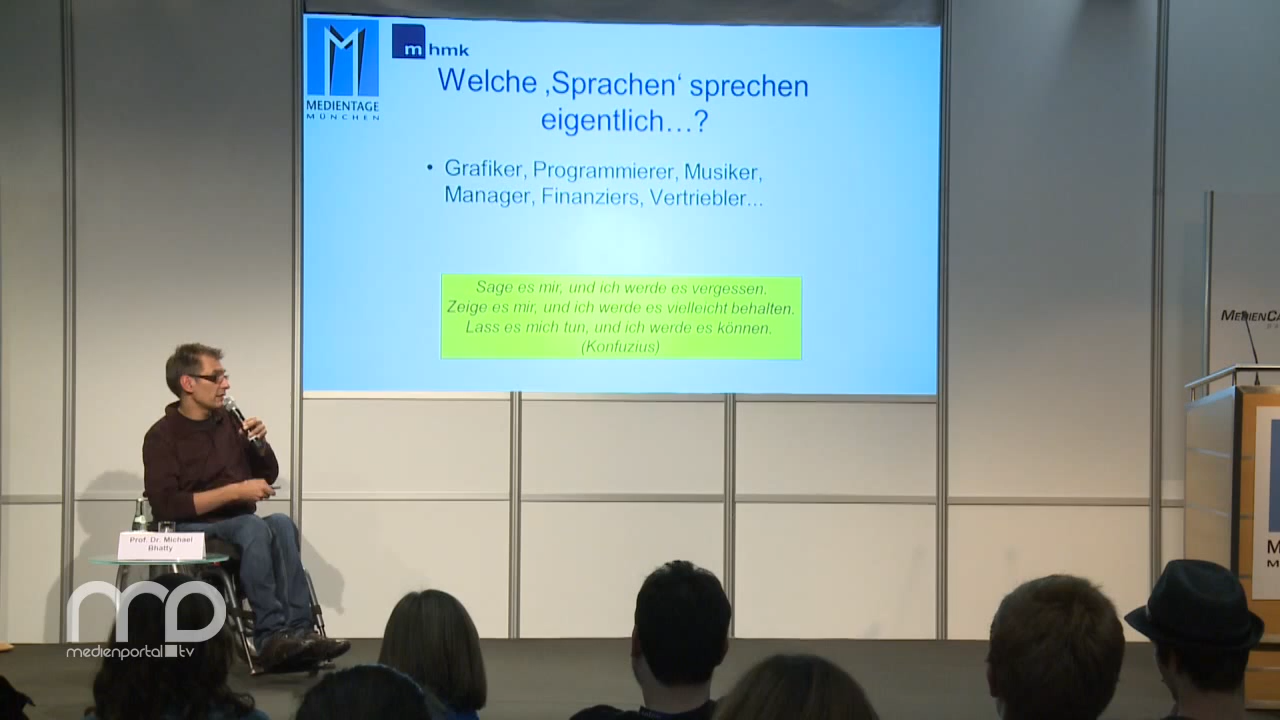 MEDIENTAGE
MÜNCHEN
m hmk
Welche ‚Sprachen‘ sprechen
eigentlich…?
• Grafiker, Programmierer, Musiker,
Manager, Finanziers, Vertriebler...
Sage es mir, und ich werde es vergessen.
Zeige es mir, und ich werde es vielleicht behalten.
Lass es mich tun, und ich werde es können.
(Konfuzius)
Prof. Dr. Michael
Bhatty
medienportal.tv